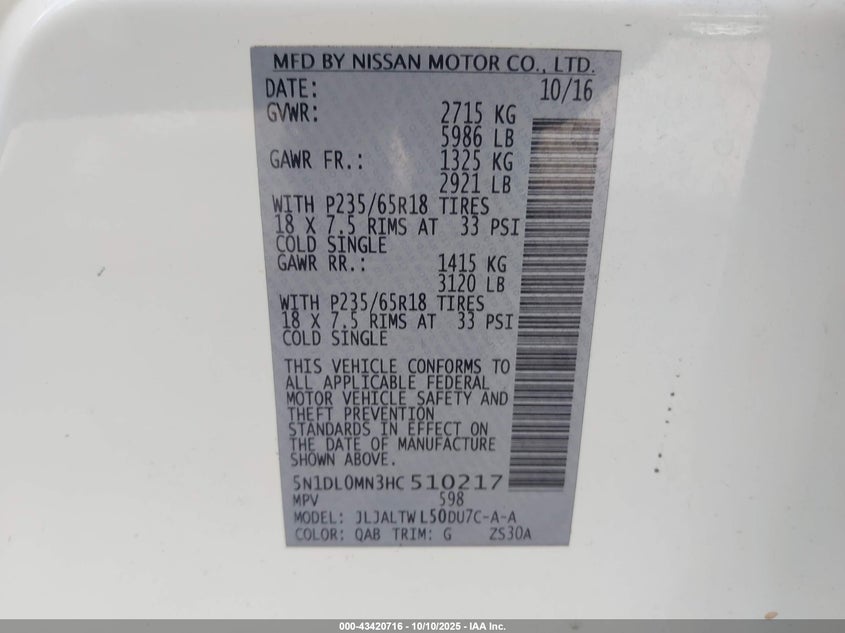 MFD BY NISSAN MOTOR CO., LTD.
DATE: 10/16
GVWR: 2715 KG
5986 LB
GAWR FR.: 1325 KG
2921 LB
WITH P235/65R18 TIRES
18 X 7.5 RIMS AT 33 PSI
COLD SINGLE
GAWR RR.: 1415 KG
3120 LB
WITH P235/65R18 TIRES
18 X 7.5 RIMS AT 33 PSI
COLD SINGLE
THIS VEHICLE CONFORMS TO
ALL APPLICABLE FEDERAL
MOTOR VEHICLE SAFETY AND
THEFT PREVENTION
STANDARDS IN EFFECT ON
THE DATE OF MANUFACTURE
SHOWN ABOVE.
5N1DL0MN3HC510217
MPV 598
MODEL: JLJALTWL50DU7C-A-A
COLOR: QAB TRIM: G ZS30A
000-43420716 - 10/10/2025 - IAA Inc.